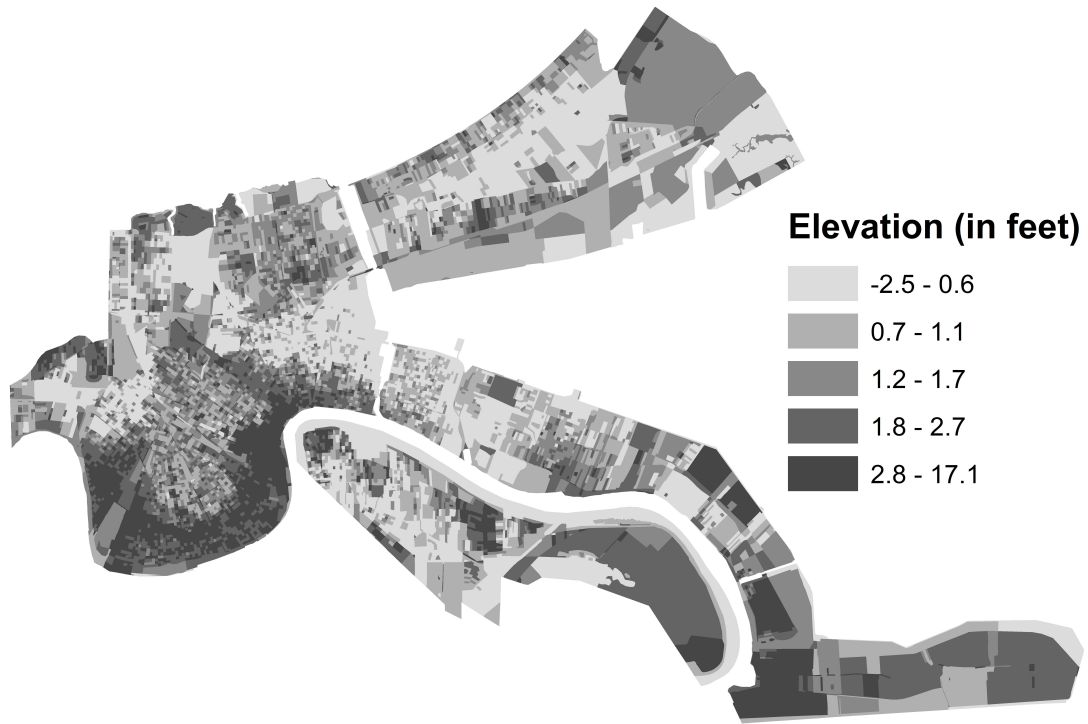 Elevation (in feet)
-2.5 - 0.6
0.7 - 1.1
1.2 - 1.7
1.8 - 2.7
2.8 - 17.1